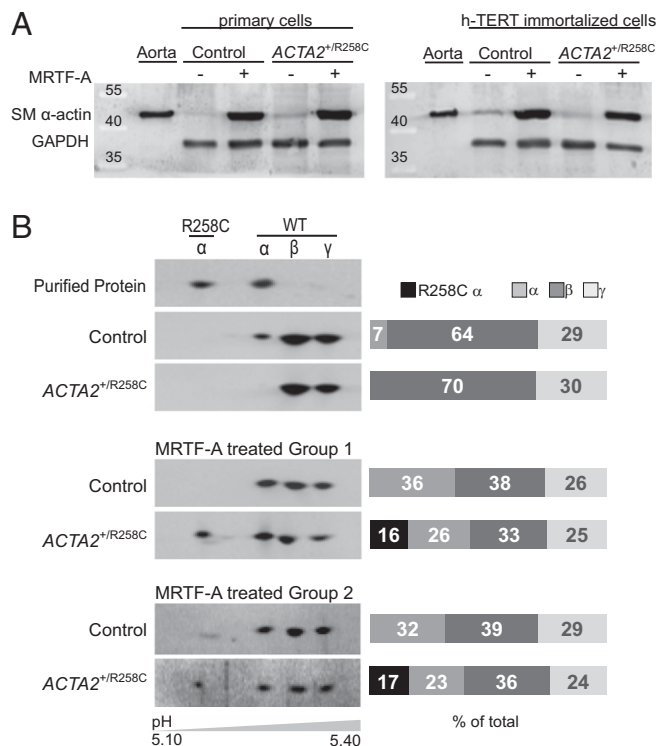 A
primary cells
h-TERT immortalized cells
Aorta Control ACTA2+/R258C
Aorta Control ACTA2+/R258C
MRTF-A - + - +
- + - +
55
SM α-actin 40
GAPDH
35
55
40
35
B
R258C WT
α α β γ
Purified Protein
R258C α α β γ
Control
7 64 29
ACTA2+/R258C
70 30
MRTF-A treated Group 1
Control
36 38 26
ACTA2+/R258C
16 26 33 25
MRTF-A treated Group 2
Control
32 39 29
ACTA2+/R258C
17 23 36 24
pH
5.10 5.40
% of total